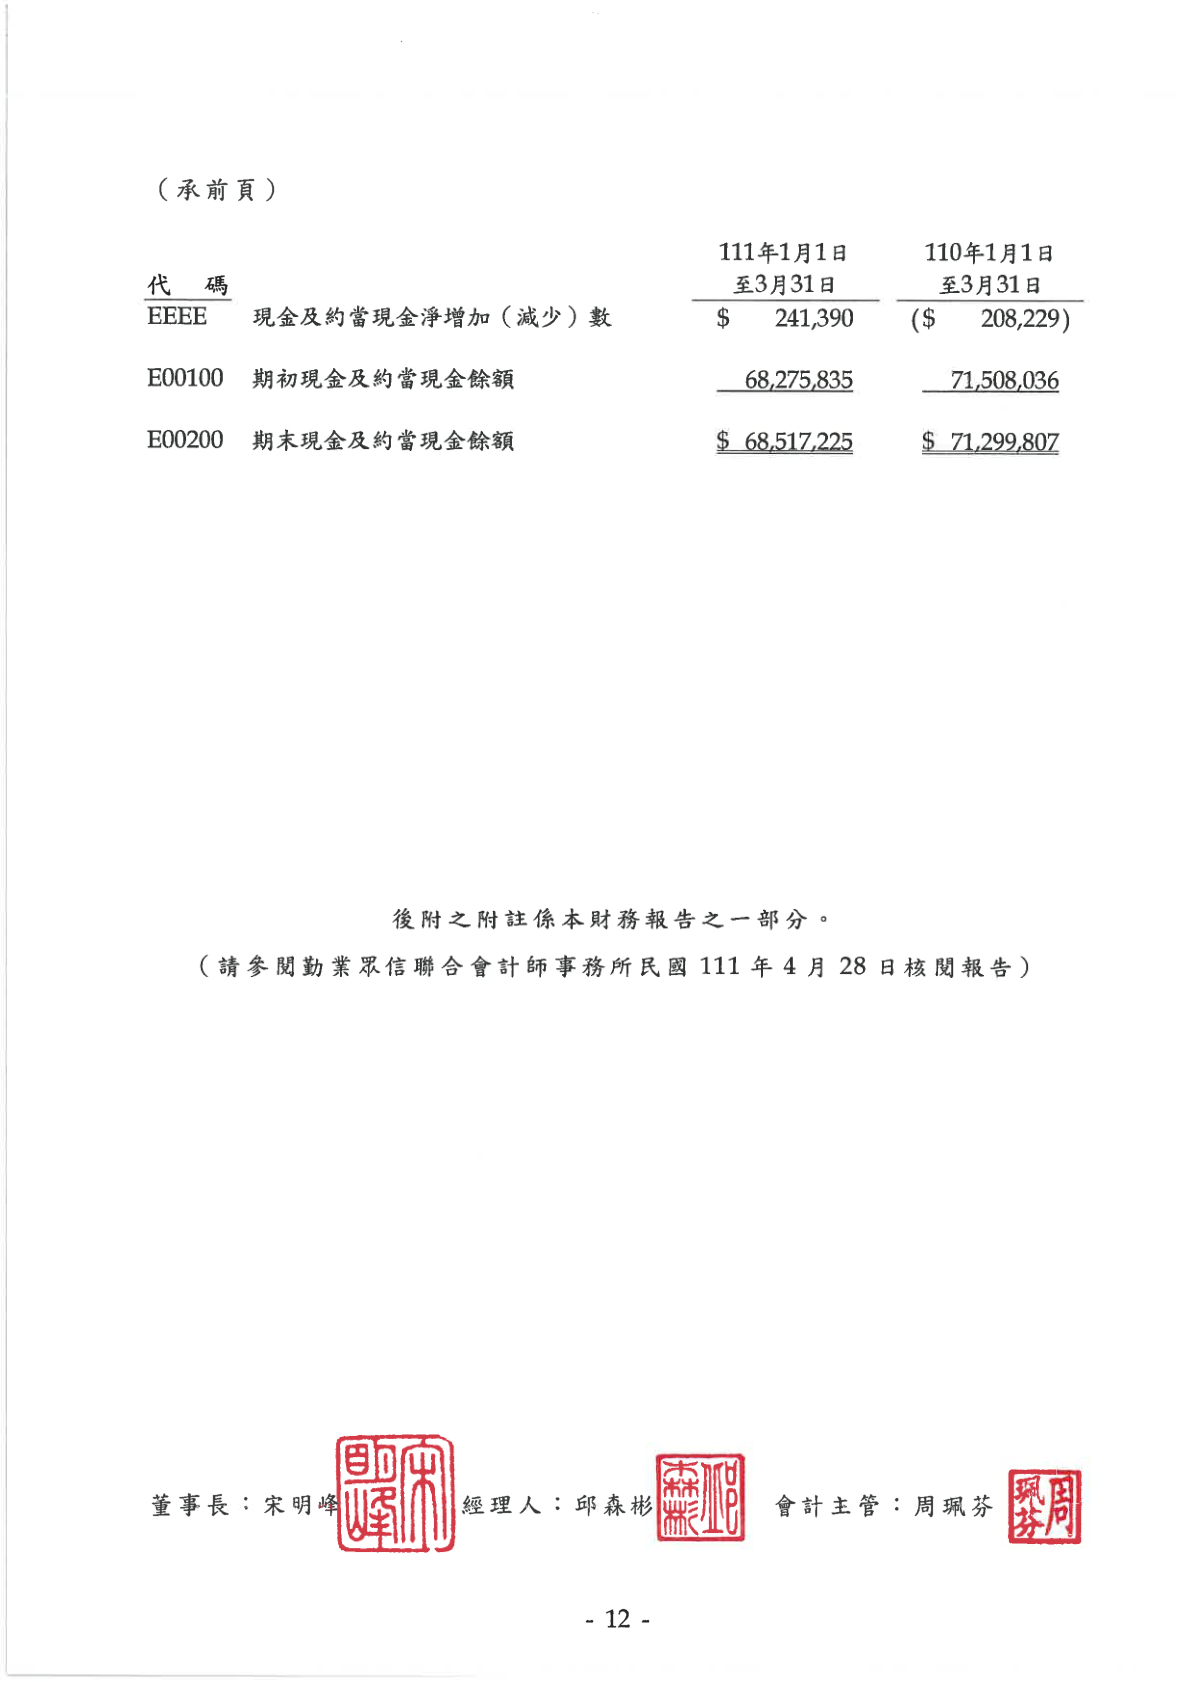 （承前頁）
111年1月1日 110年1月1日
代 碼 至3月31日 至3月31日
EEEE 現金及約當現金淨增加（減少）數 $ 241,390 ($ 208,229)
E00100 期初現金及約當現金餘額 68,275,835 71,508,036
E00200 期末現金及約當現金餘額 $ 68,517,225 $ 71,299,807
後附之附註係本財務報告之一部分。
（請參閱勤業眾信聯合會計師事務所民國 111 年 4 月 28 日核閱報告）
董事長：宋明峰 宋明峰 經理人：邱森彬 邱森彬 會計主管：周珮芬 周珮芬
- 12 -